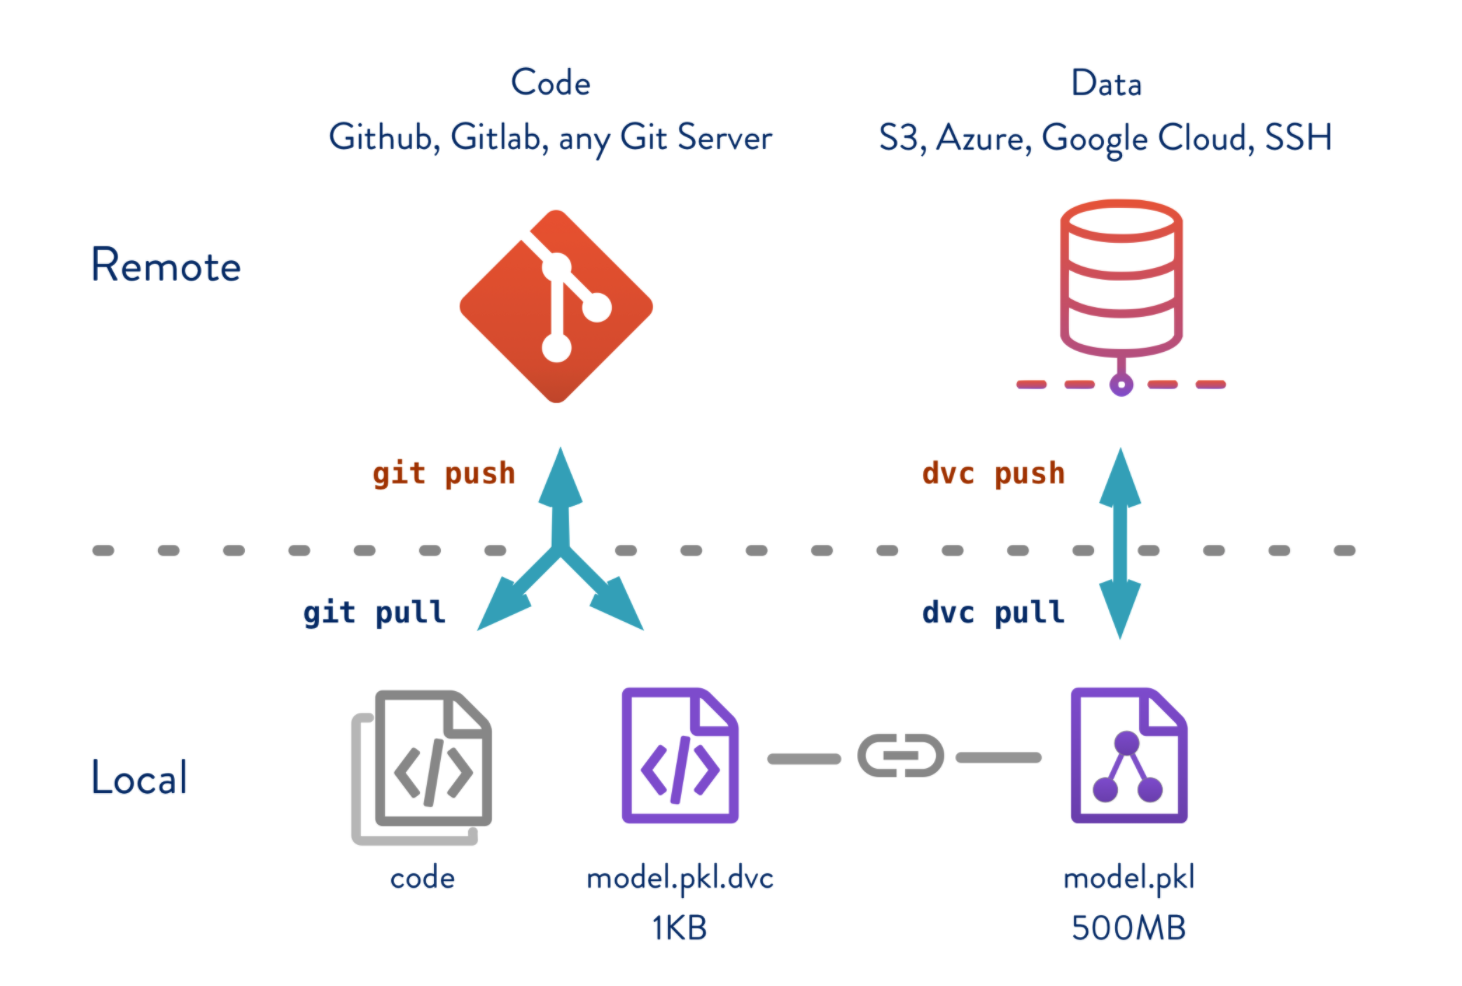 Code
Github, Gitlab, any Git Server
Data
S3, Azure, Google Cloud, SSH
Remote
git push
dvc push
git pull
dvc pull
Local
code
model.pkl.dvc
1KB
model.pkl
500MB